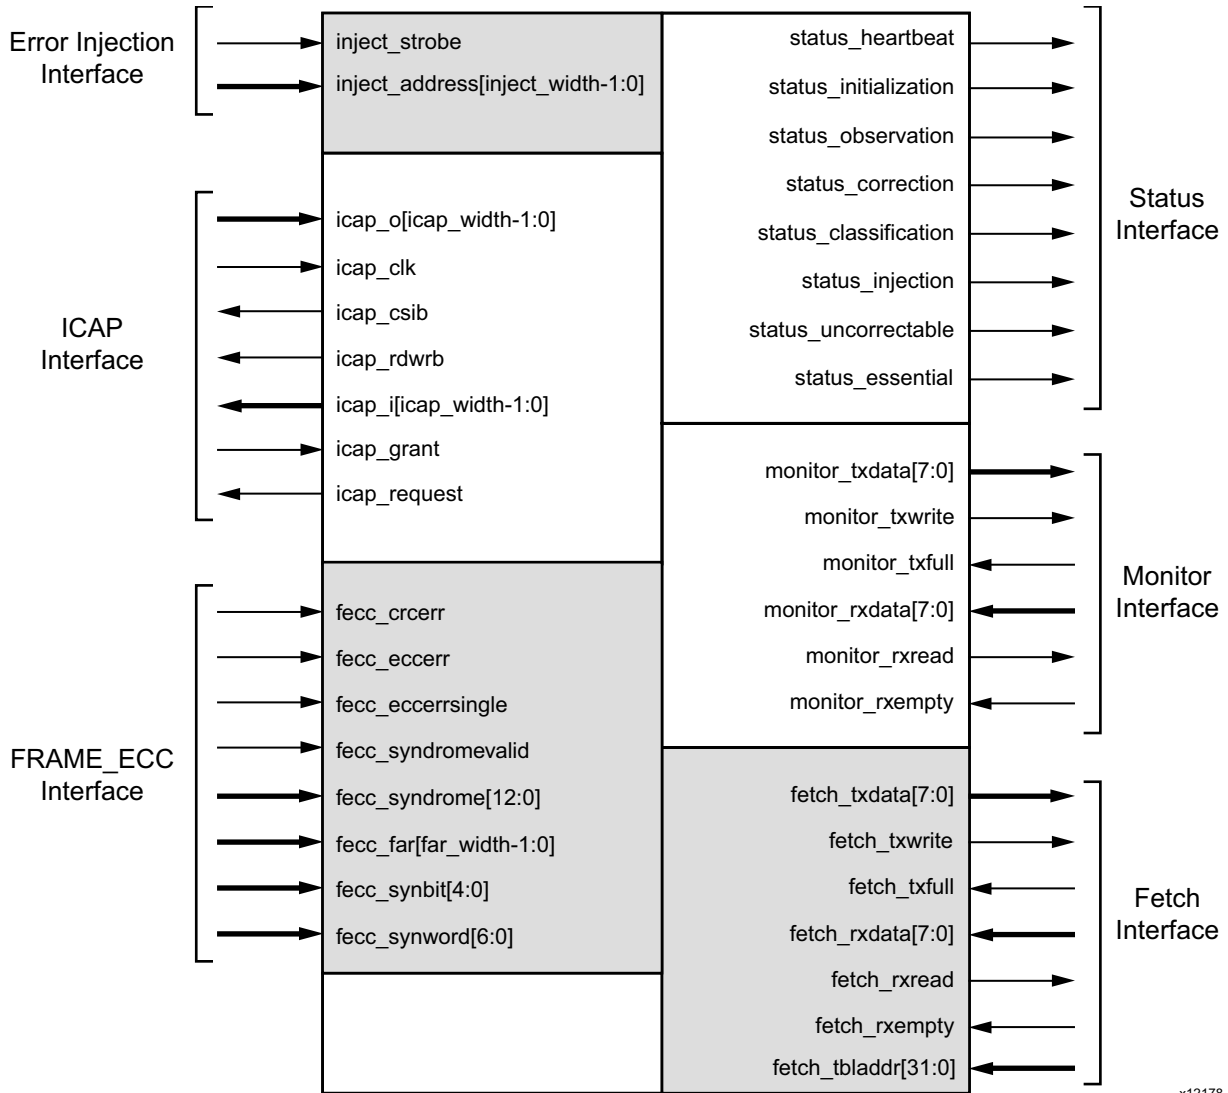 Error Injection
Interface
inject_strobe
inject_address[inject_width-1:0]
ICAP
Interface
icap_o[icap_width-1:0]
icap_clk
icap_csib
icap_rdwrb
icap_i[icap_width-1:0]
icap_grant
icap_request
FRAME_ECC
Interface
fecc_crcerr
fecc_eccerr
fecc_eccerrsingle
fecc_syndromevalid
fecc_syndrome[12:0]
fecc_far[far_width-1:0]
fecc_synbit[4:0]
fecc_synword[6:0]
status_heartbeat
status_initialization
status_observation
status_correction
status_classification
status_injection
status_uncorrectable
status_essential
Status
Interface
monitor_txdata[7:0]
monitor_txwrite
monitor_txfull
monitor_rxdata[7:0]
monitor_rxread
monitor_rxempty
Monitor
Interface
fetch_txdata[7:0]
fetch_txwrite
fetch_txfull
fetch_rxdata[7:0]
fetch_rxread
fetch_rxempty
fetch_tbladdr[31:0]
Fetch
Interface